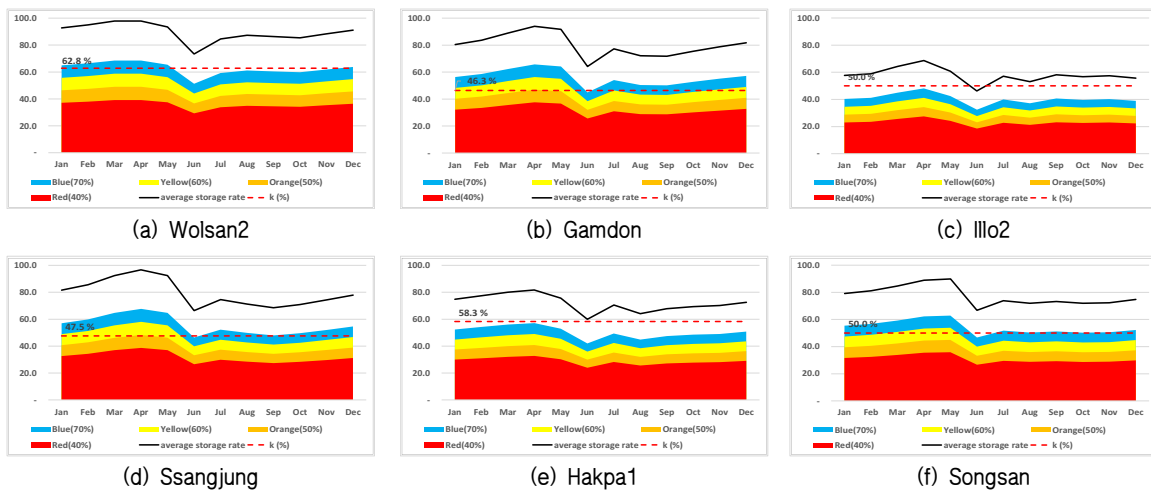 100.0
80.0
60.0
40.0
20.0
-
62.8 %
Jan Feb Mar Apr May Jun Jul Aug Sep Oct Nov Dec
Blue(70%) Yellow(60%) Orange(50%)
Red(40%) average storage rate k (%)
(a) Wolsan2
100.0
80.0
60.0
40.0
20.0
-
46.3 %
Jan Feb Mar Apr May Jun Jul Aug Sep Oct Nov Dec
Blue(70%) Yellow(60%) Orange(50%)
Red(40%) average storage rate k (%)
(b) Gamdon
100.0
80.0
60.0
40.0
20.0
-
50.0 %
Jan Feb Mar Apr May Jun Jul Aug Sep Oct Nov Dec
Blue(70%) Yellow(60%) Orange(50%)
Red(40%) average storage rate k (%)
(c) Illo2
100.0
80.0
60.0
40.0
20.0
-
47.5 %
Jan Feb Mar Apr May Jun Jul Aug Sep Oct Nov Dec
Blue(70%) Yellow(60%) Orange(50%)
Red(40%) average storage rate k (%)
(d) Ssangjung
100.0
80.0
60.0
40.0
20.0
-
58.3 %
Jan Feb Mar Apr May Jun Jul Aug Sep Oct Nov Dec
Blue(70%) Yellow(60%) Orange(50%)
Red(40%) average storage rate k (%)
(e) Hakpa1
100.0
80.0
60.0
40.0
20.0
-
50.0 %
Jan Feb Mar Apr May Jun Jul Aug Sep Oct Nov Dec
Blue(70%) Yellow(60%) Orange(50%)
Red(40%) average storage rate k (%)
(f) Songsan